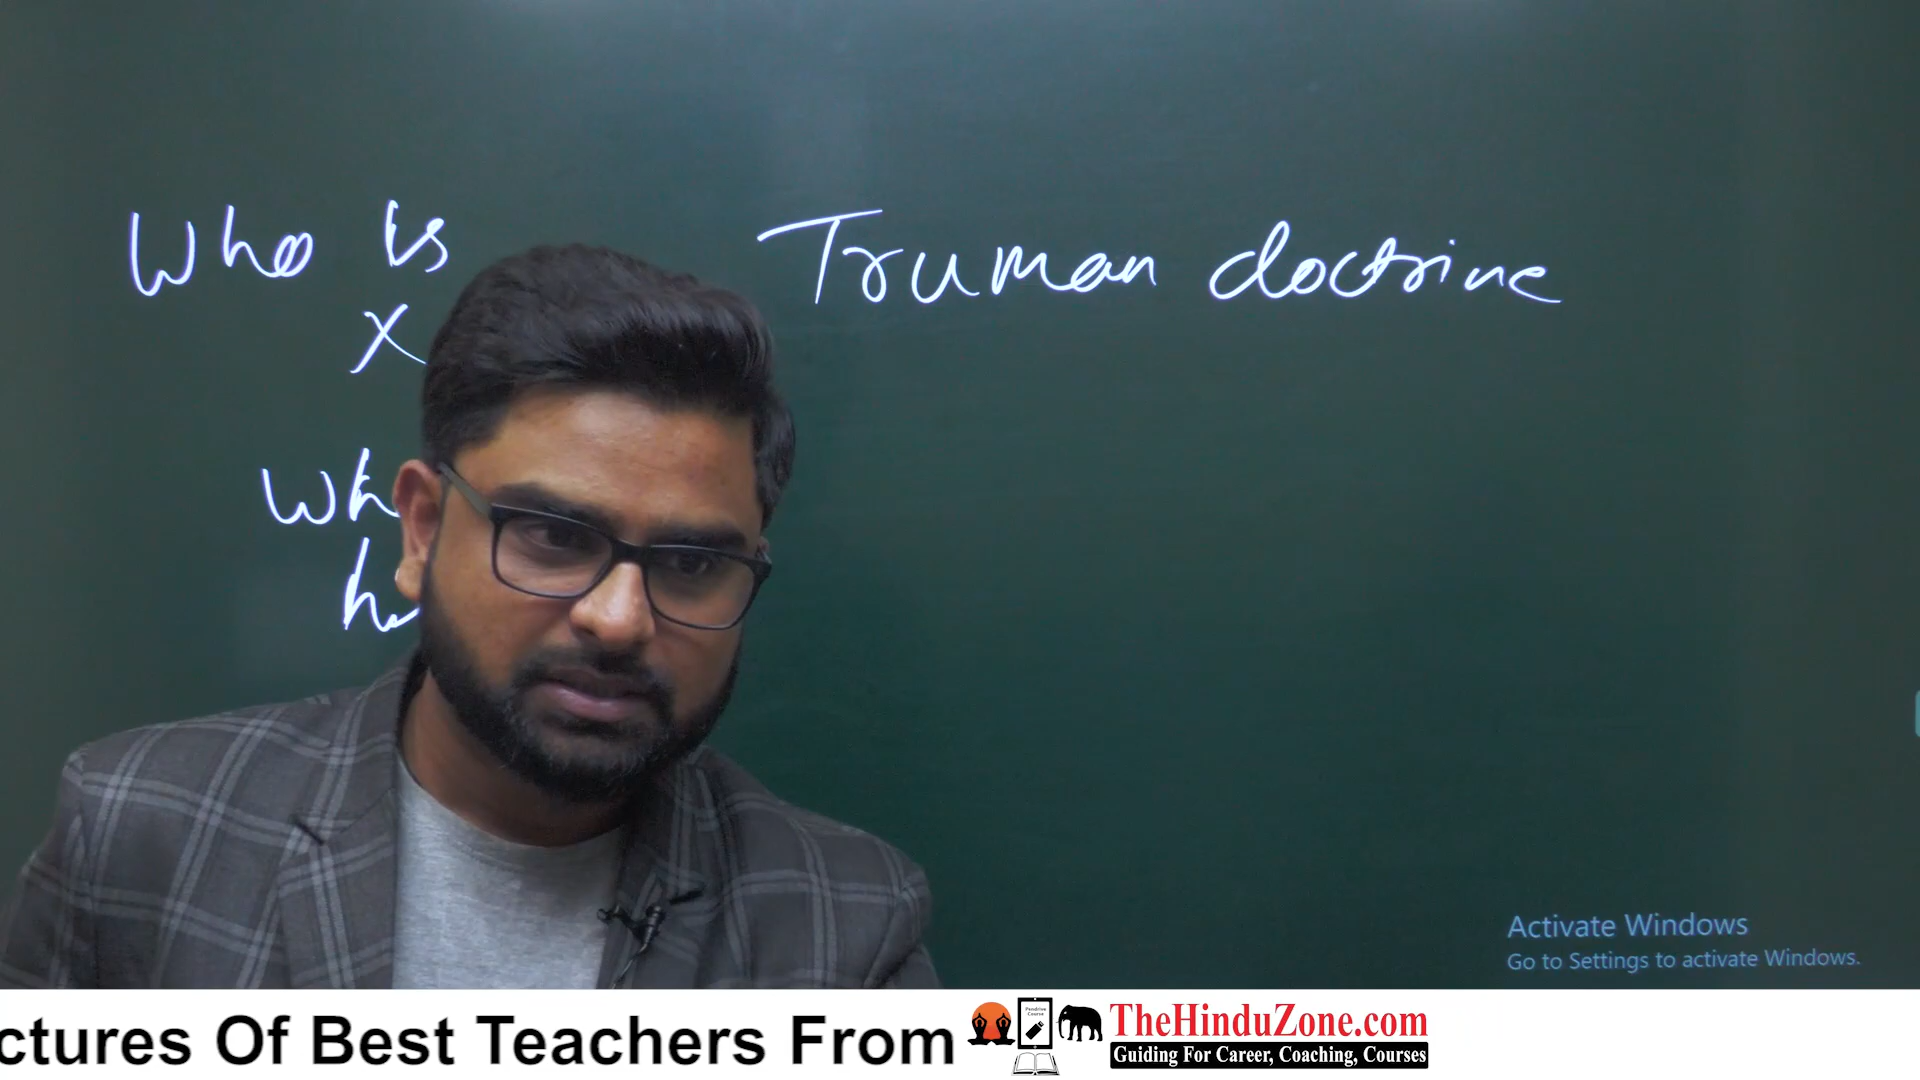 Who is
Truman doctrine
X
Activate Windows
Go to Settings to activate Windows.
ctures Of Best Teachers From
TheHinduZone.com
Guiding For Career, Coaching, Courses